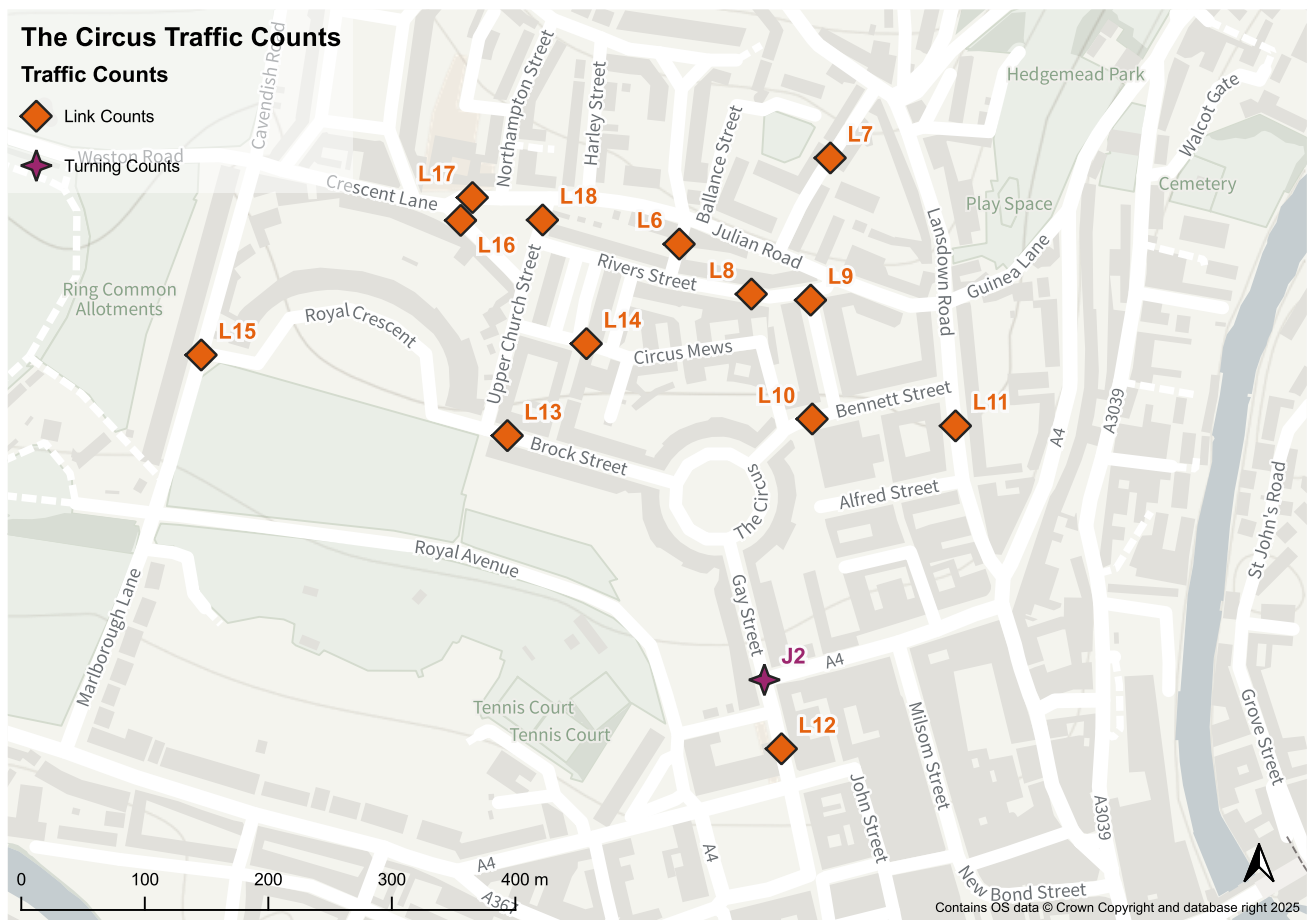 The Circus Traffic Counts
Traffic Counts
Link Counts
Turning Counts
Weston Road
Cavendish Road
Crescent Lane
Northampton Street
Harley Street
Ballance Street
Hedgemead Park
Walcot Gate
Cemetery
Play Space
L7
L17
L18
L16
L6
Julian Road
Lansdown Road
Guinea Lane
Rivers Street
L8
L9
Ring Common
Allotments
Royal Crescent
Upper Church Street
L15
L14
Circus Mews
L13
Brock Street
L10
Bennett Street
L11
A4
A3039
The Circus
Alfred Street
St John's Road
Royal Avenue
Marlborough Lane
Gay Street
J2
A4
Tennis Court
Tennis Court
L12
Milsom Street
John Street
Grove Street
A3039
A4
A4
A367
New Bond Street
0 100 200 300 400 m
Contains OS data © Crown Copyright and database right 2025